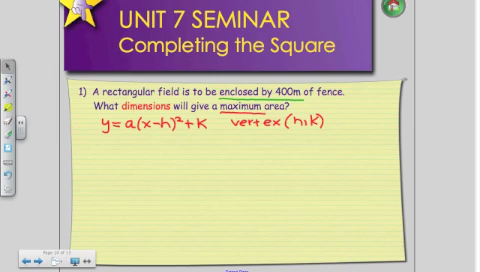 UNIT 7 SEMINAR
Completing the Square
1) A rectangular field is to be enclosed by 400m of fence.
What dimensions will give a maximum area?
y = a(x-h)² + k vertex (h,k)